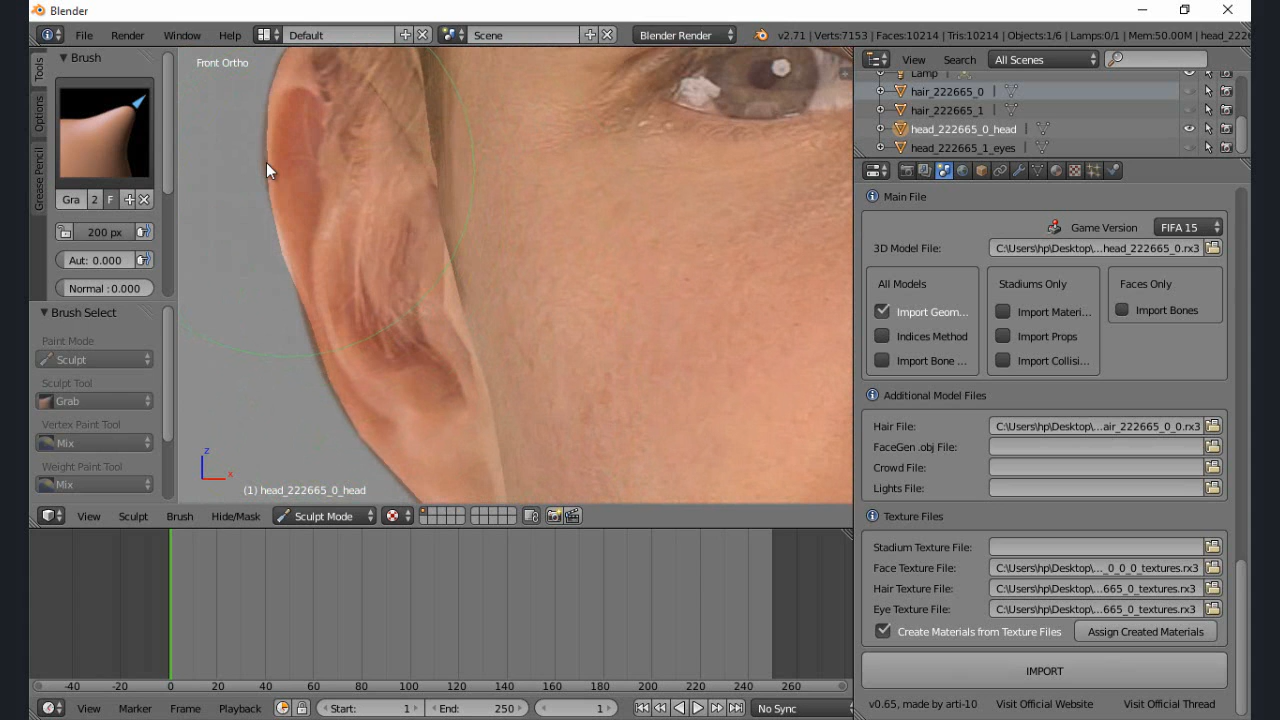 Blender
File Render Window Help Default Scene Blender Render v2.71 | Verts:7153 | Faces:10214 | Tris:10214 | Objects:1/6 | Lamps:0/1 | Mem:50.00M | head_222
Tools
Options
Grease Pencil
Brush
Gra 2 F
200 px
Aut: 0.000
Normal :0.000
Brush Select
Paint Mode
Sculpt
Sculpt Tool
Grab
Vertex Paint Tool
Mix
Weight Paint Tool
Mix
Front Ortho
z
x
(1) head_222665_0_head
View Sculpt Brush Hide/Mask Sculpt Mode
-40 -20 0 20 40 60 80 100 120 140 160 180 200 220 240 260
View Marker Frame Playback Start: 1 End: 250 1 No Sync
View Search All Scenes
Lamp
hair_222665_0
hair_222665_1
head_222665_0_head
head_222665_1_eyes
Main File
Game Version FIFA 15
3D Model File: C:\Users\hp\Desktop\...head_222665_0.rx3
All Models Stadiums Only Faces Only
Import Geom... Import Materi... Import Bones
Indices Method Import Props
Import Bone ... Import Collisi...
Additional Model Files
Hair File: C:\Users\hp\Desktop\...air_222665_0_0.rx3
FaceGen .obj File:
Crowd File:
Lights File:
Texture Files
Stadium Texture File:
Face Texture File: C:\Users\hp\Desktop\..._0_0_0_textures.rx3
Hair Texture File: C:\Users\hp\Desktop\...665_0_textures.rx3
Eye Texture File: C:\Users\hp\Desktop\...665_0_textures.rx3
Create Materials from Texture Files Assign Created Materials
IMPORT
v0.65, made by arti-10 Visit Official Website Visit Official Thread